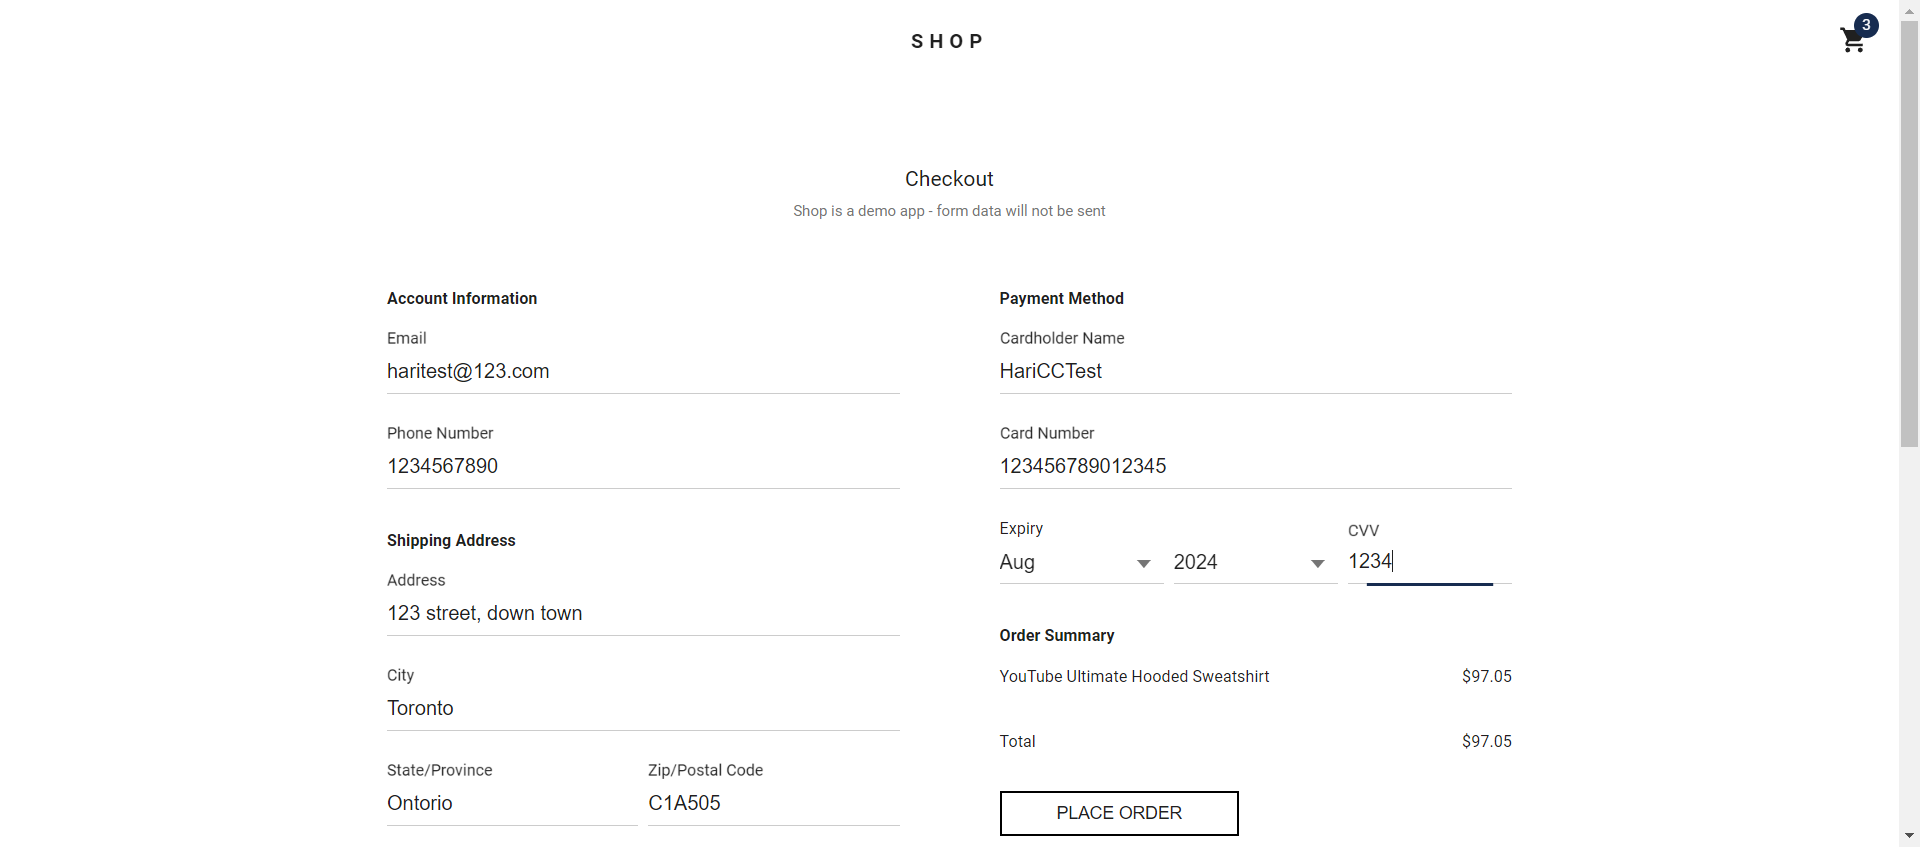 SHOP
3
Checkout
Shop is a demo app - form data will not be sent
Account Information
Email
haritest@123.com
Phone Number
1234567890
Shipping Address
Address
123 street, down town
City
Toronto
State/Province Zip/Postal Code
Ontorio C1A505
Payment Method
Cardholder Name
HariCCTest
Card Number
123456789012345
Expiry CVV
Aug 2024 1234
Order Summary
YouTube Ultimate Hooded Sweatshirt $97.05
Total $97.05
PLACE ORDER